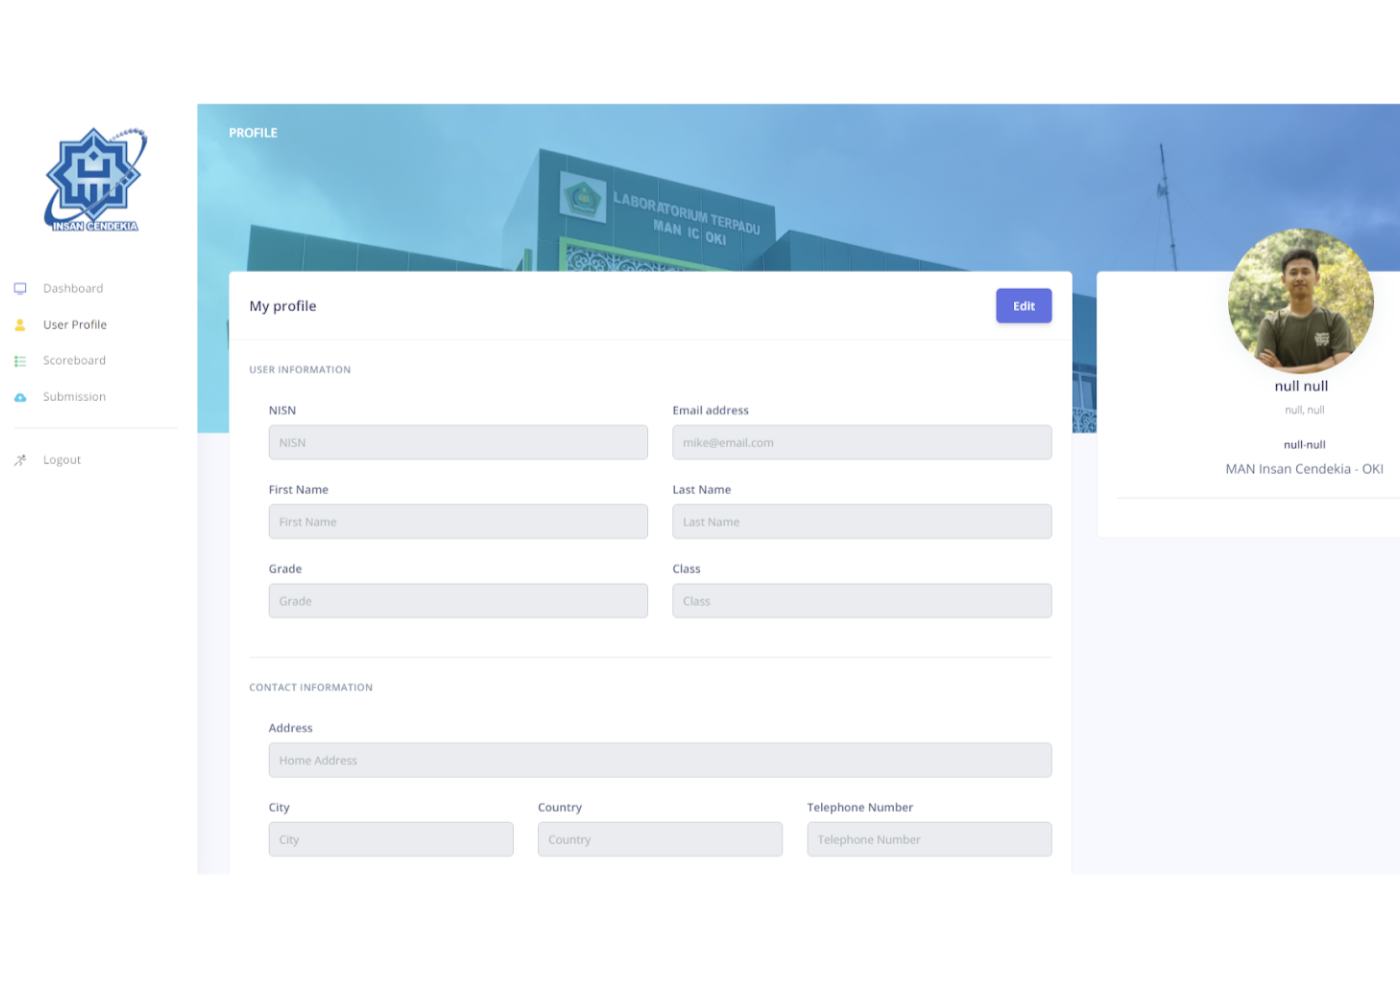 INSAN CENDEKIA
Dashboard
User Profile
Scoreboard
Submission
Logout
PROFILE
LABORATORIUM TERPADU
MAN IC OKI
My profile
Edit
USER INFORMATION
NISN
Email address
NISN
mike@email.com
First Name
Last Name
First Name
Last Name
Grade
Class
Grade
Class
CONTACT INFORMATION
Address
Home Address
City
Country
Telephone Number
City
Country
Telephone Number
null null
null, null
null-null
MAN Insan Cendekia - OKI